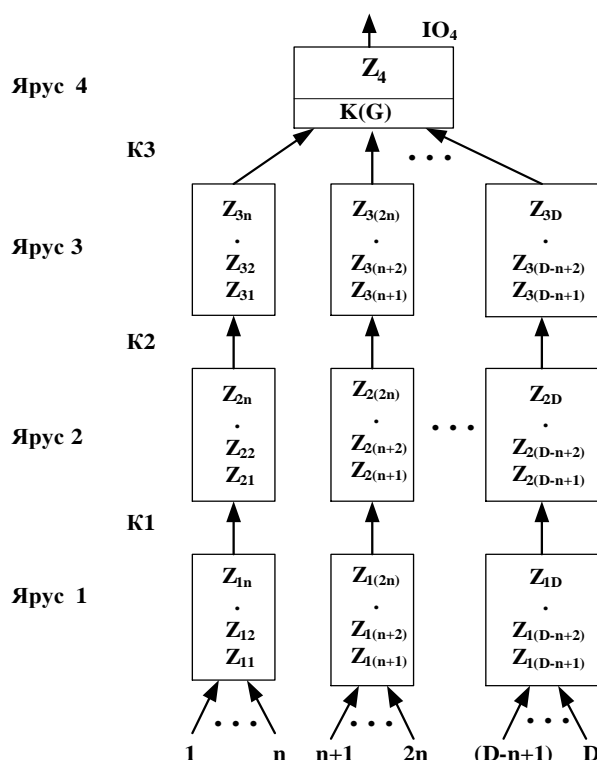 IO₄
Z₄
Ярус 4
K(G)
К3
. . .
Z₃ₙ Z₃₍₂ₙ₎ Z₃D
. . .
Ярус 3
Z₃₂ Z₃₍ₙ₊₂₎ Z₃(D-n+2)
Z₃₁ Z₃₍ₙ₊₁₎ Z₃(D-n+1)
К2
Z₂ₙ Z₂₍₂ₙ₎ Z₂D
. . . . . .
Ярус 2
Z₂₂ Z₂₍ₙ₊₂₎ Z₂(D-n+2)
Z₂₁ Z₂₍ₙ₊₁₎ Z₂(D-n+1)
К1
Z₁ₙ Z₁₍₂ₙ₎ Z₁D
. . .
Ярус 1
Z₁₂ Z₁₍ₙ₊₂₎ Z₁(D-n+2)
Z₁₁ Z₁₍ₙ₊₁₎ Z₁(D-n+1)
. . . . . . . . .
1 n n+1 2n (D-n+1) D